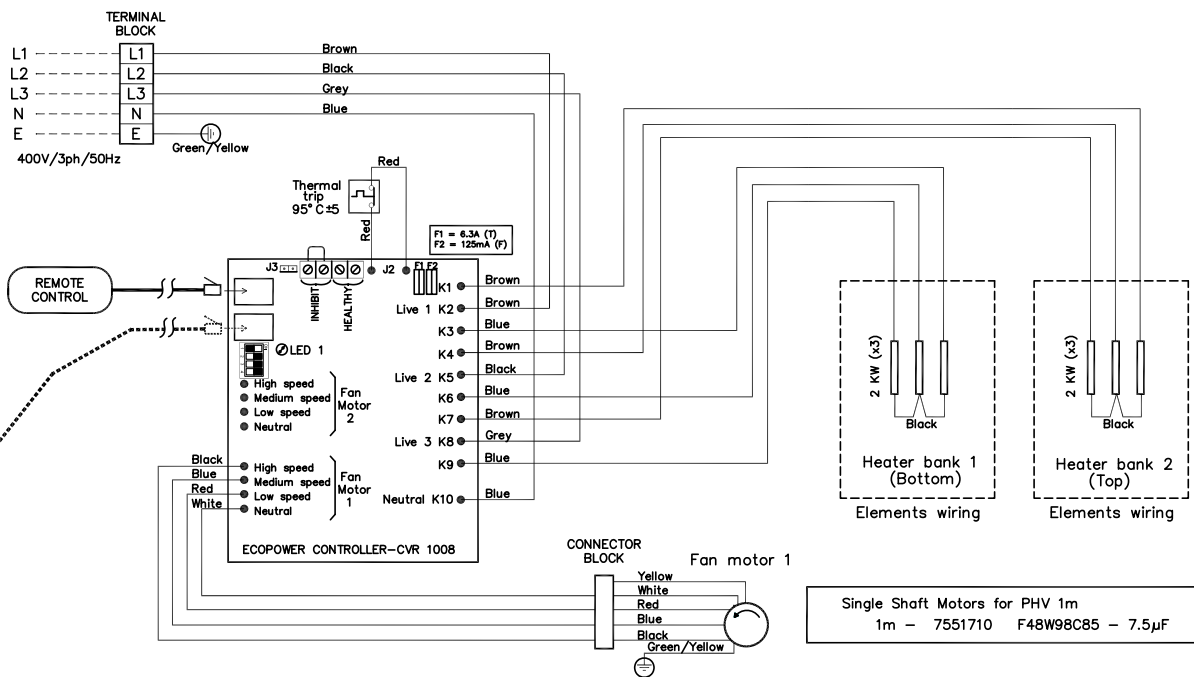 TERMINAL
BLOCK
L1 L1 Brown
L2 L2 Black
L3 L3 Grey
N N Blue
E E
Green/Yellow
400V/3ph/50Hz
Red
Thermal
trip
95°C±5
Red
F1 = 6.3A (T)
F2 = 125mA (F)
REMOTE
CONTROL
J3
J2
F1 F2
INHIBIT
HEALTHY
LED 1
K1 Brown
Live 1 K2 Brown
K3 Blue
K4 Brown
Live 2 K5 Black
K6 Blue
K7 Brown
Live 3 K8 Grey
K9 Blue
Neutral K10 Blue
High speed
Medium speed
Low speed
Neutral
Fan
Motor
2
Black High speed
Blue Medium speed
Red Low speed
White Neutral
Fan
Motor
1
ECOPOWER CONTROLLER-CVR 1008
2 KW (x3)
Black
Heater bank 1
(Bottom)
Elements wiring
2 KW (x3)
Black
Heater bank 2
(Top)
Elements wiring
CONNECTOR
BLOCK
Fan motor 1
Yellow
White
Red
Blue
Black
Green/Yellow
Single Shaft Motors for PHV 1m
1m - 7551710 F48W98C85 - 7.5µF